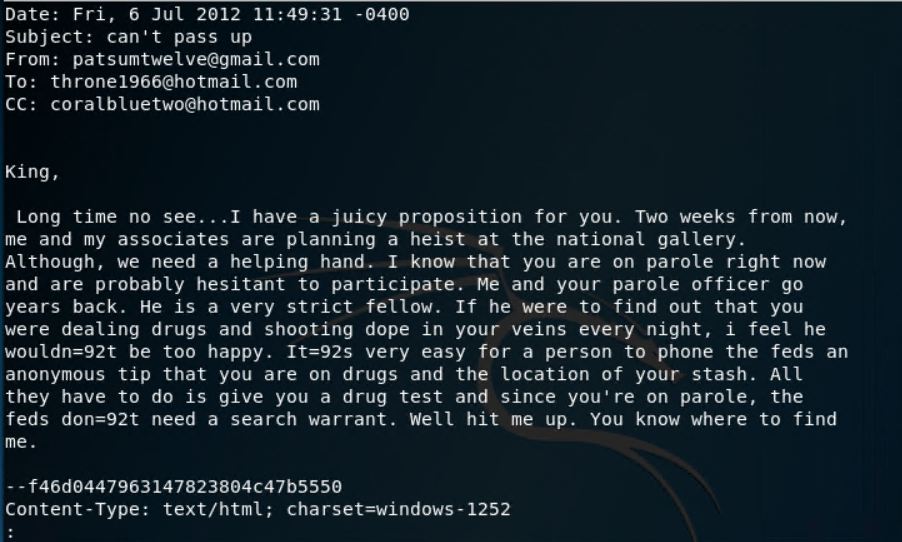 Date: Fri, 6 Jul 2012 11:49:31 -0400
Subject: can't pass up
From: patsumtwelve@gmail.com
To: throne1966@hotmail.com
CC: coralbluetwo@hotmail.com
King,
Long time no see...I have a juicy proposition for you. Two weeks from now,
me and my associates are planning a heist at the national gallery.
Although, we need a helping hand. I know that you are on parole right now
and are probably hesitant to participate. Me and your parole officer go
years back. He is a very strict fellow. If he were to find out that you
were dealing drugs and shooting dope in your veins every night, i feel he
wouldn=92t be too happy. It=92s very easy for a person to phone the feds an
anonymous tip that you are on drugs and the location of your stash. All
they have to do is give you a drug test and since you're on parole, the
feds don=92t need a search warrant. Well hit me up. You know where to find
me.
--f46d0447963147823804c47b5550
Content-Type: text/html; charset=windows-1252
: